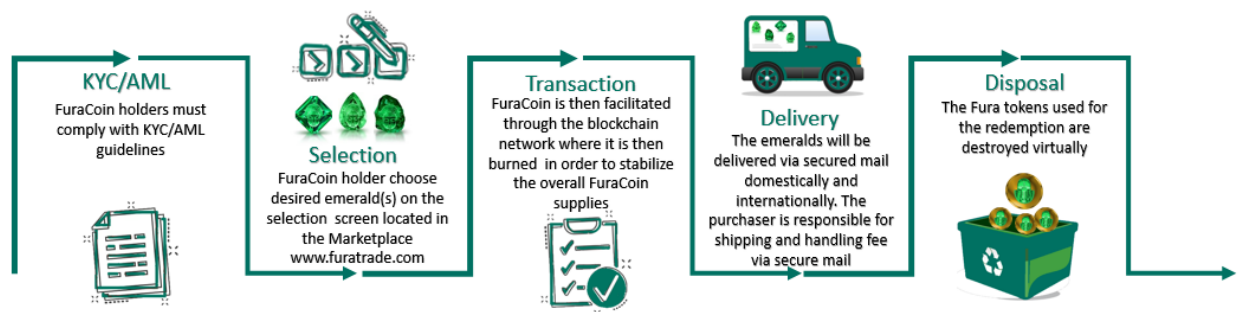 KYC/AML
FuraCoin holders must
comply with KYC/AML
guidelines
Selection
FuraCoin holder choose
desired emerald(s) on the
selection screen located in
the Marketplace
www.furatrade.com
Transaction
FuraCoin is then facilitated
through the blockchain
network where it is then
burned in order to stabilize
the overall FuraCoin
supplies
Delivery
The emeralds will be
delivered via secured mail
domestically and
internationally. The
purchaser is responsible for
shipping and handling fee
via secure mail
Disposal
The Fura tokens used for
the redemption are
destroyed virtually